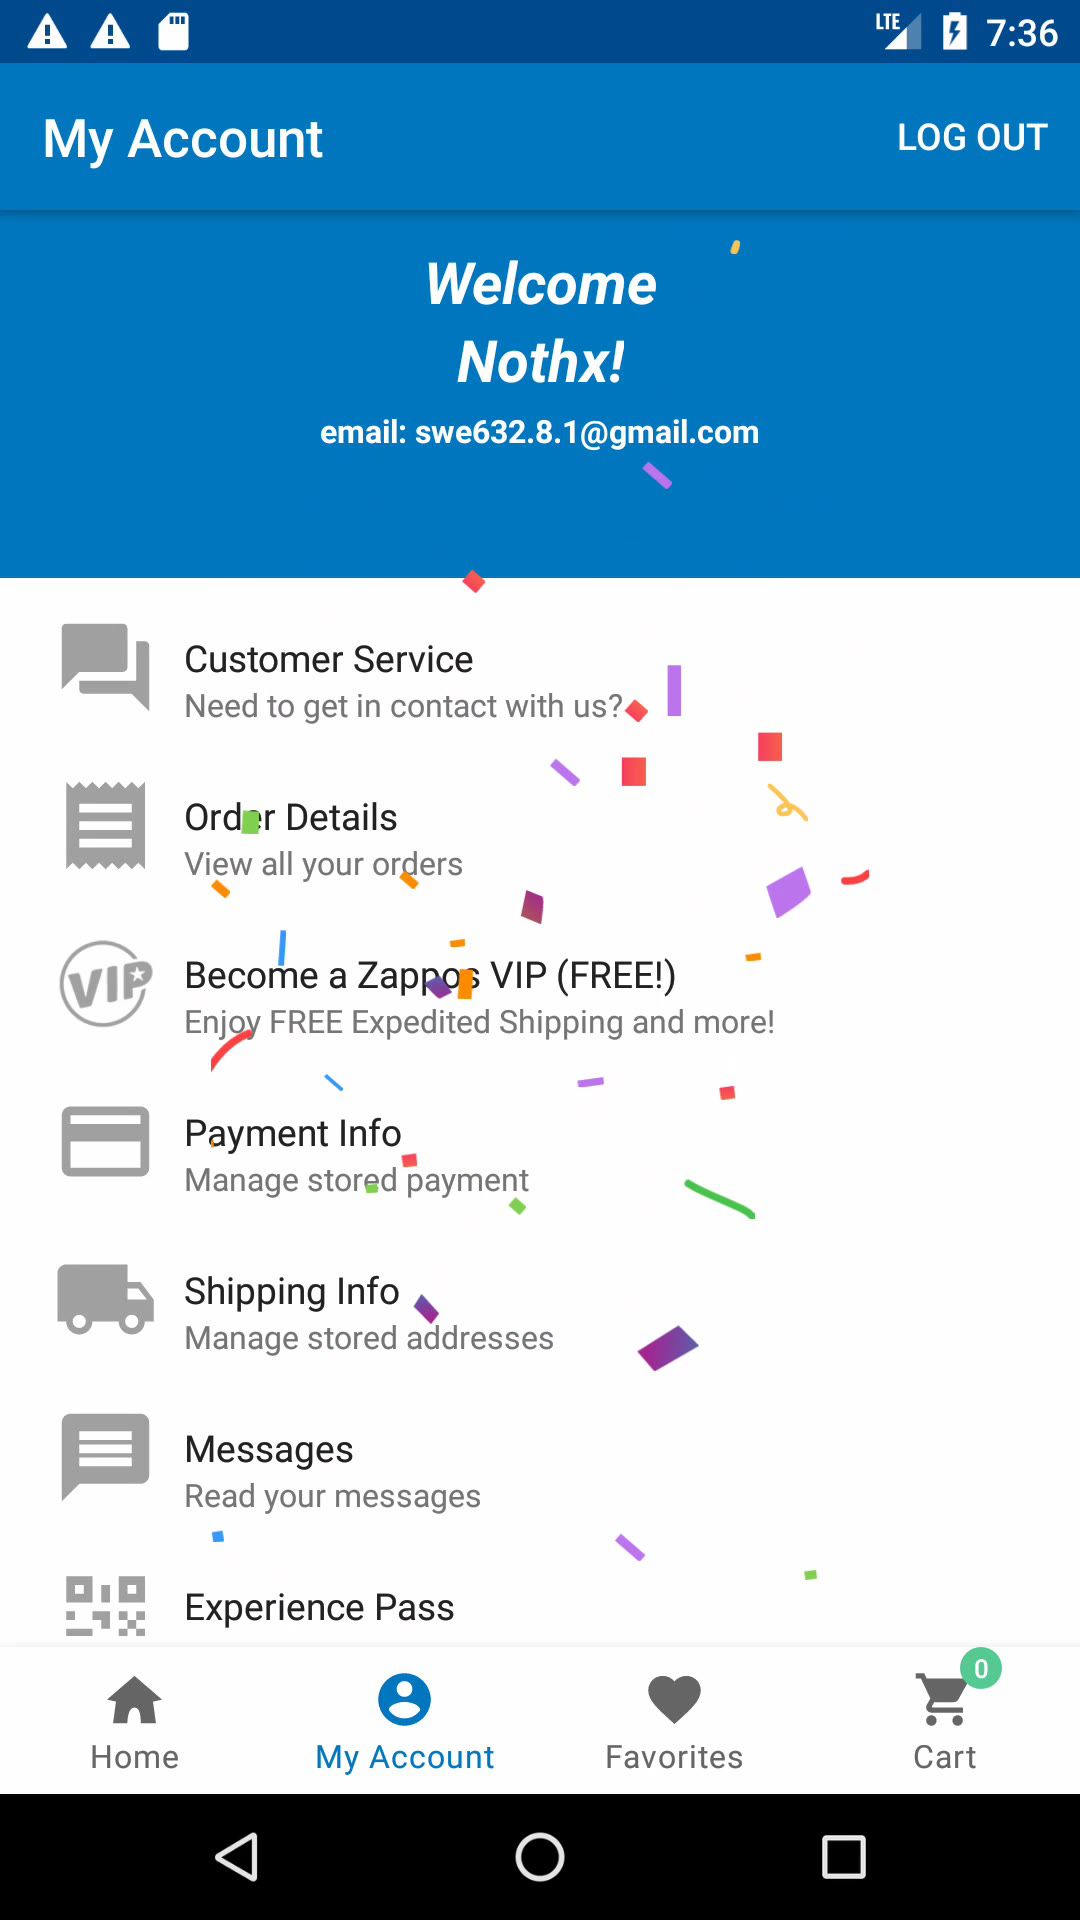 LTE 7:36
My Account LOG OUT
Welcome
Nothx!
email: swe632.8.1@gmail.com
Customer Service
Need to get in contact with us?
Order Details
View all your orders
VIP
Become a Zappos VIP (FREE!)
Enjoy FREE Expedited Shipping and more!
Payment Info
Manage stored payment
Shipping Info
Manage stored addresses
Messages
Read your messages
Experience Pass
0
Home My Account Favorites Cart